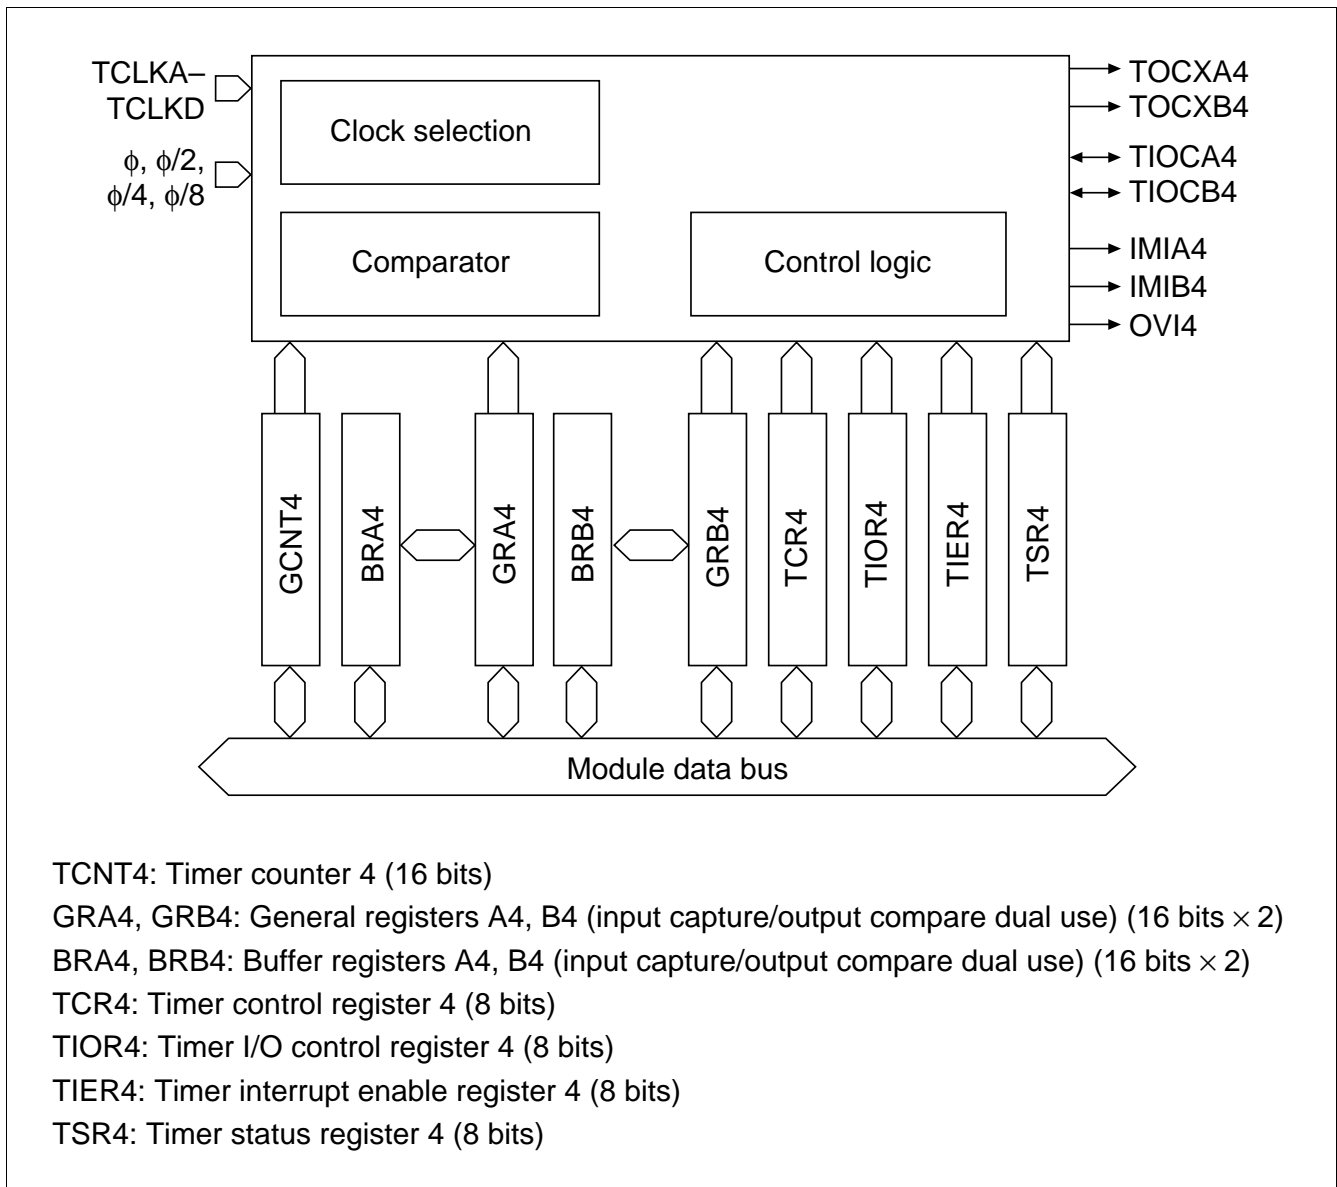 TCLKA–
TCLKD
ϕ, ϕ/2,
ϕ/4, ϕ/8
Clock selection
Comparator
Control logic
TOCXA4
TOCXB4
TIOCA4
TIOCB4
IMIA4
IMIB4
OVI4
GCNT4
BRA4
GRA4
BRB4
GRB4
TCR4
TIOR4
TIER4
TSR4
Module data bus
TCNT4: Timer counter 4 (16 bits)
GRA4, GRB4: General registers A4, B4 (input capture/output compare dual use) (16 bits × 2)
BRA4, BRB4: Buffer registers A4, B4 (input capture/output compare dual use) (16 bits × 2)
TCR4: Timer control register 4 (8 bits)
TIOR4: Timer I/O control register 4 (8 bits)
TIER4: Timer interrupt enable register 4 (8 bits)
TSR4: Timer status register 4 (8 bits)